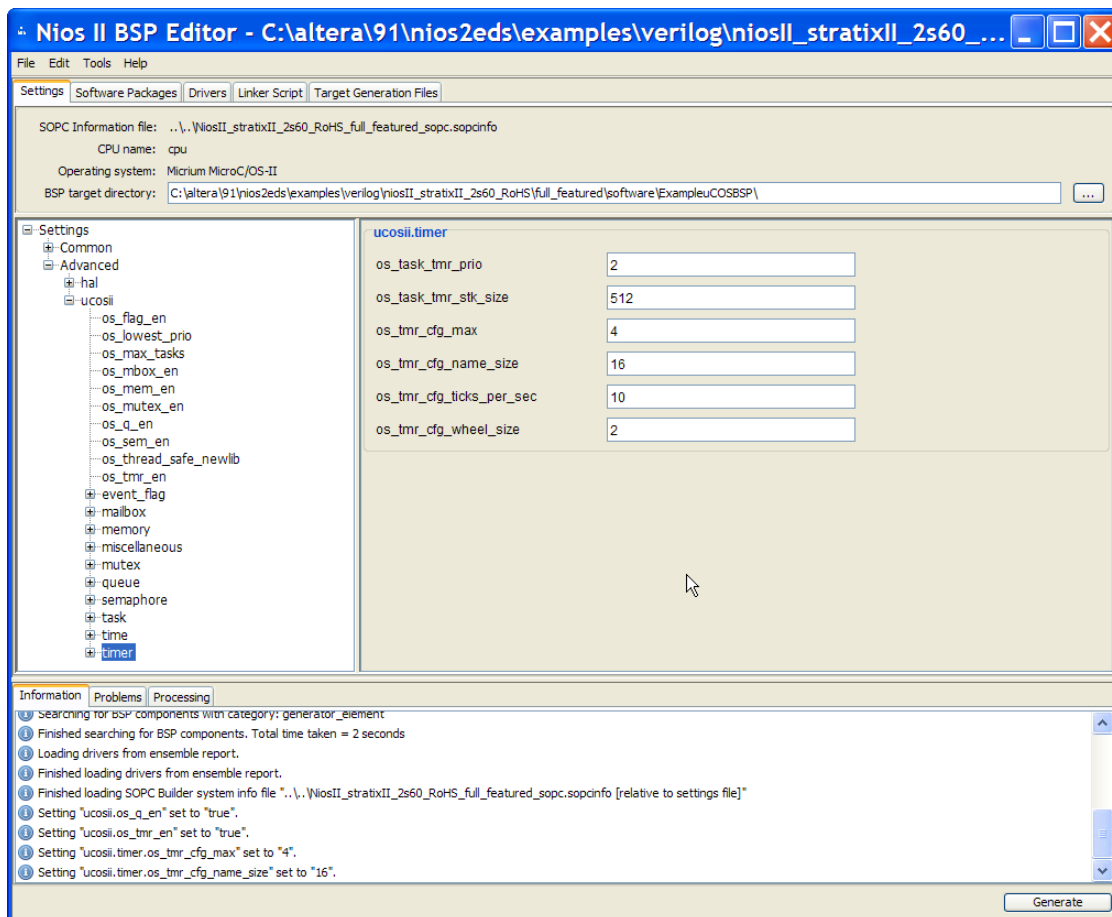 Nios II BSP Editor - C:\altera\91\nios2eds\examples\verilog\niosII_stratixII_2s60_...
File Edit Tools Help
Settings Software Packages Drivers Linker Script Target Generation Files
SOPC Information file: ..\..\NiosII_stratixII_2s60_RoHS_full_featured_sopc.sopcinfo
CPU name: cpu
Operating system: Micrium MicroC/OS-II
BSP target directory: C:\altera\91\nios2eds\examples\verilog\niosII_stratixII_2s60_RoHS\full_featured\software\ExampleuCOSBSP\ ...
Settings
Common
Advanced
hal
ucosii
os_flag_en
os_lowest_prio
os_max_tasks
os_mbox_en
os_mem_en
os_mutex_en
os_q_en
os_sem_en
os_thread_safe_newlib
os_tmr_en
event_flag
mailbox
memory
miscellaneous
mutex
queue
semaphore
task
time
timer
ucosii.timer
os_task_tmr_prio 2
os_task_tmr_stk_size 512
os_tmr_cfg_max 4
os_tmr_cfg_name_size 16
os_tmr_cfg_ticks_per_sec 10
os_tmr_cfg_wheel_size 2
Information Problems Processing
Searching for BSP components with category: generator_element
Finished searching for BSP components. Total time taken = 2 seconds
Loading drivers from ensemble report.
Finished loading drivers from ensemble report.
Finished loading SOPC Builder system info file "..\..\NiosII_stratixII_2s60_RoHS_full_featured_sopc.sopcinfo [relative to settings file]"
Setting "ucosii.os_q_en" set to "true".
Setting "ucosii.os_tmr_en" set to "true".
Setting "ucosii.timer.os_tmr_cfg_max" set to "4".
Setting "ucosii.timer.os_tmr_cfg_name_size" set to "16".
Generate